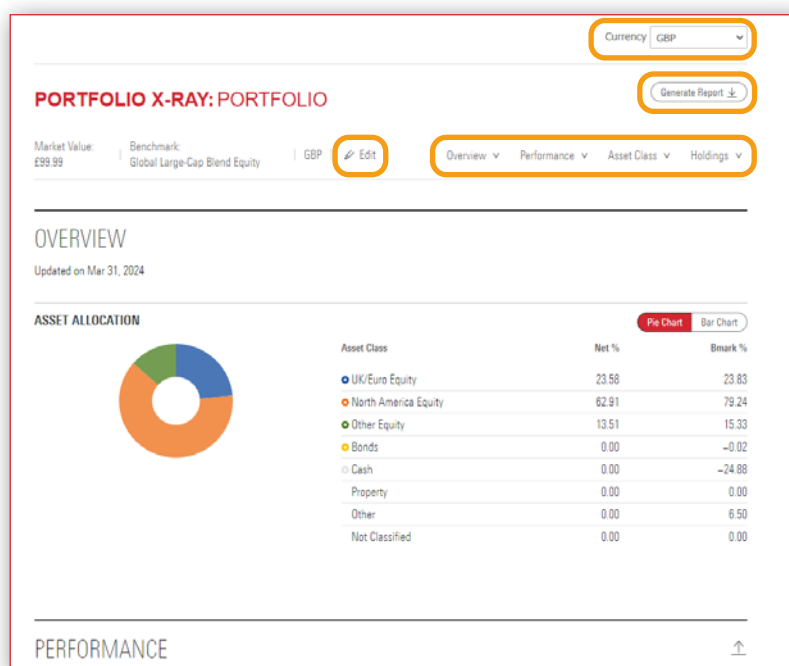 Currency GBP
PORTFOLIO X-RAY: PORTFOLIO
Generate Report
Market Value:
£99.99
Benchmark:
Global Large-Cap Blend Equity
GBP
Edit
Overview Performance Asset Class Holdings
OVERVIEW
Updated on Mar 31, 2024
ASSET ALLOCATION
Pie Chart Bar Chart
Asset Class Net % Bmark %
UK/Euro Equity 23.58 23.83
North America Equity 62.91 79.24
Other Equity 13.51 15.33
Bonds 0.00 −0.02
Cash 0.00 −24.88
Property 0.00 0.00
Other 0.00 6.50
Not Classified 0.00 0.00
PERFORMANCE